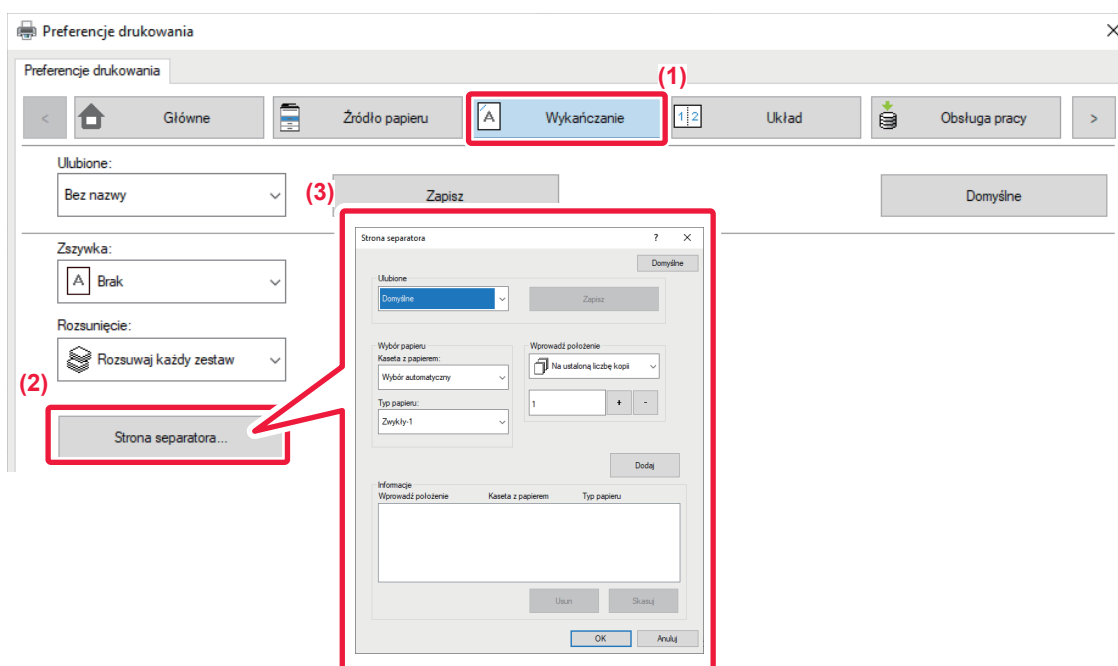 Preferencje drukowania
Preferencje drukowania
(1)
< Główne Źródło papieru Wykańczanie Układ Obsługa pracy >
Ulubione:
Bez nazwy
(3)
Zapisz
Domyślne
Zszywka:
Brak
Rozsunięcie:
Rozsuwaj każdy zestaw
(2)
Strona separatora...
Strona separatora ?
Domyślne
Ulubione
Domyślne Zapisz
Wybór papieru
Kaseta z papierem:
Wybór automatyczny
Typ papieru:
Zwykły-1
Wprowadź położenie
Na ustaloną liczbę kopii
1 + -
Dodaj
Informacje
Wprowadź położenie Kaseta z papierem Typ papieru
Usun Skasuj
OK Anuluj